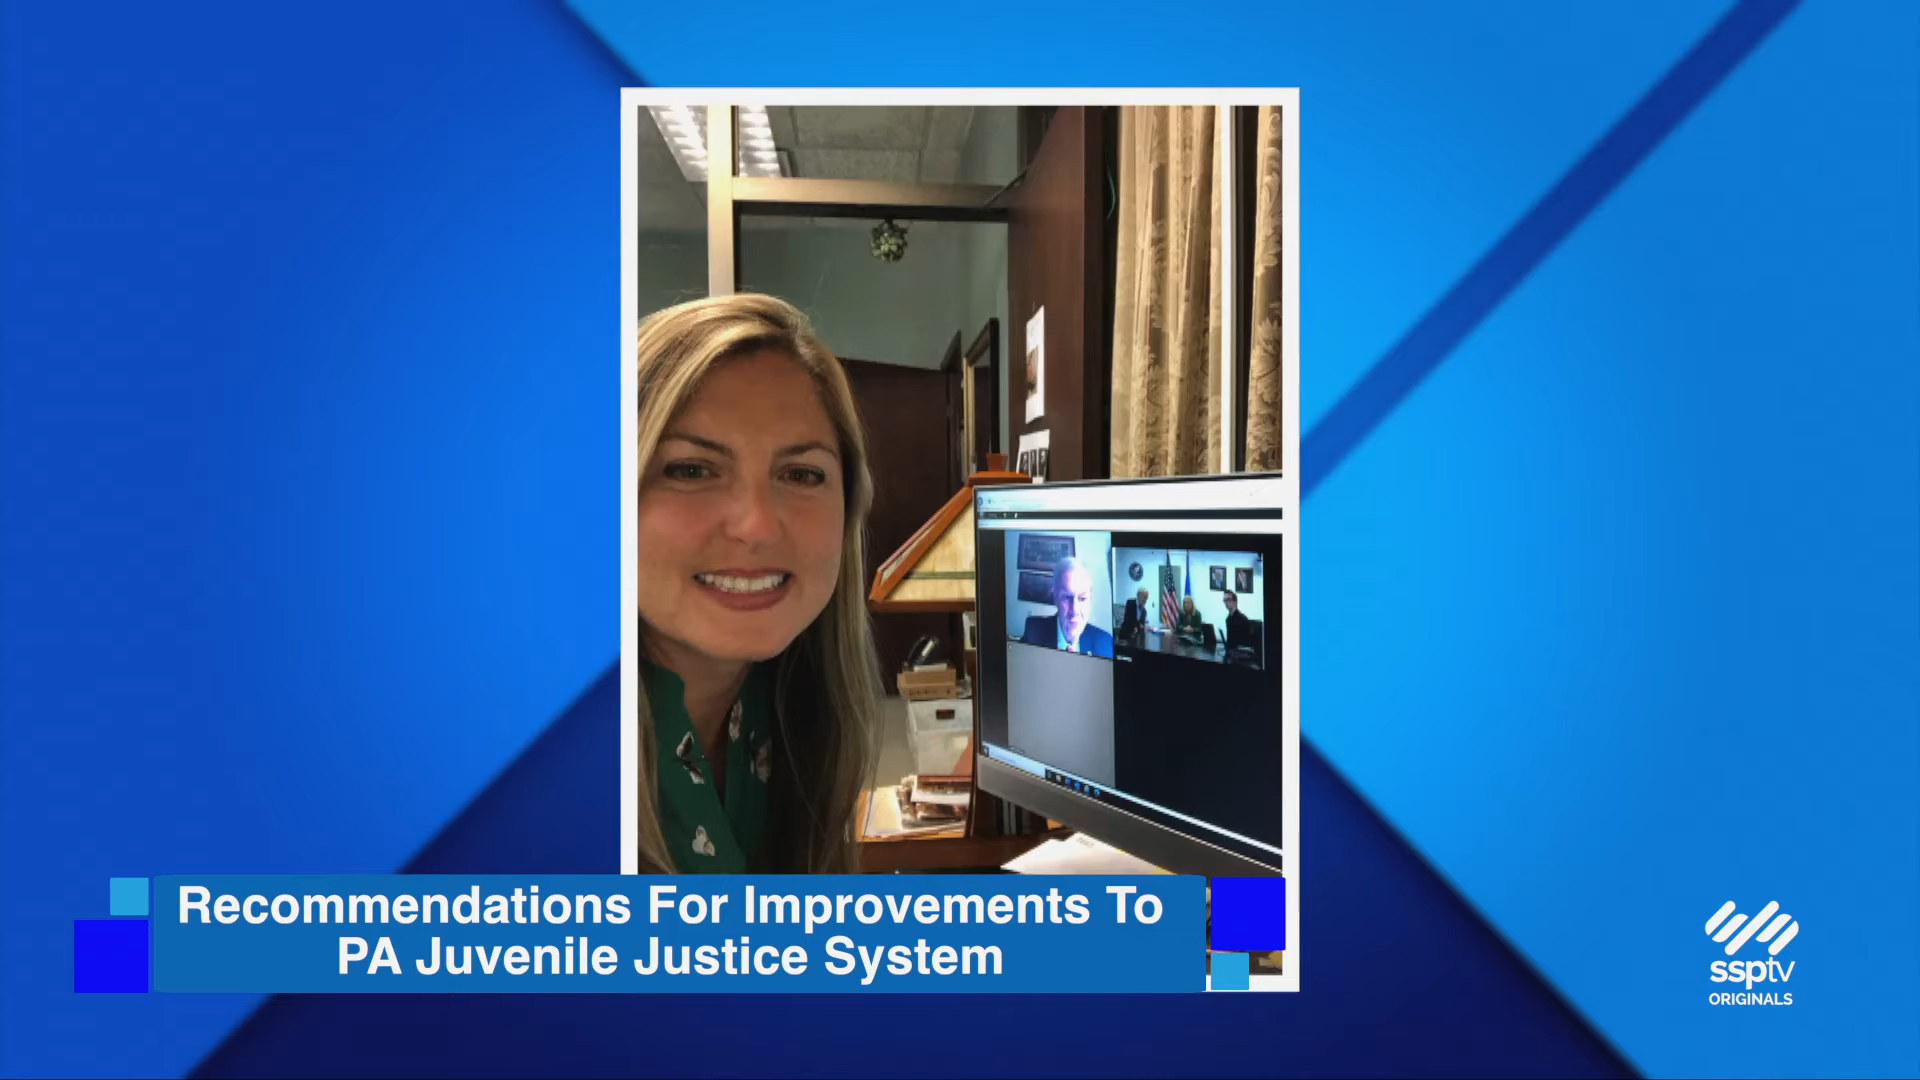 Recommendations For Improvements To
PA Juvenile Justice System
ssptv
ORIGINALS